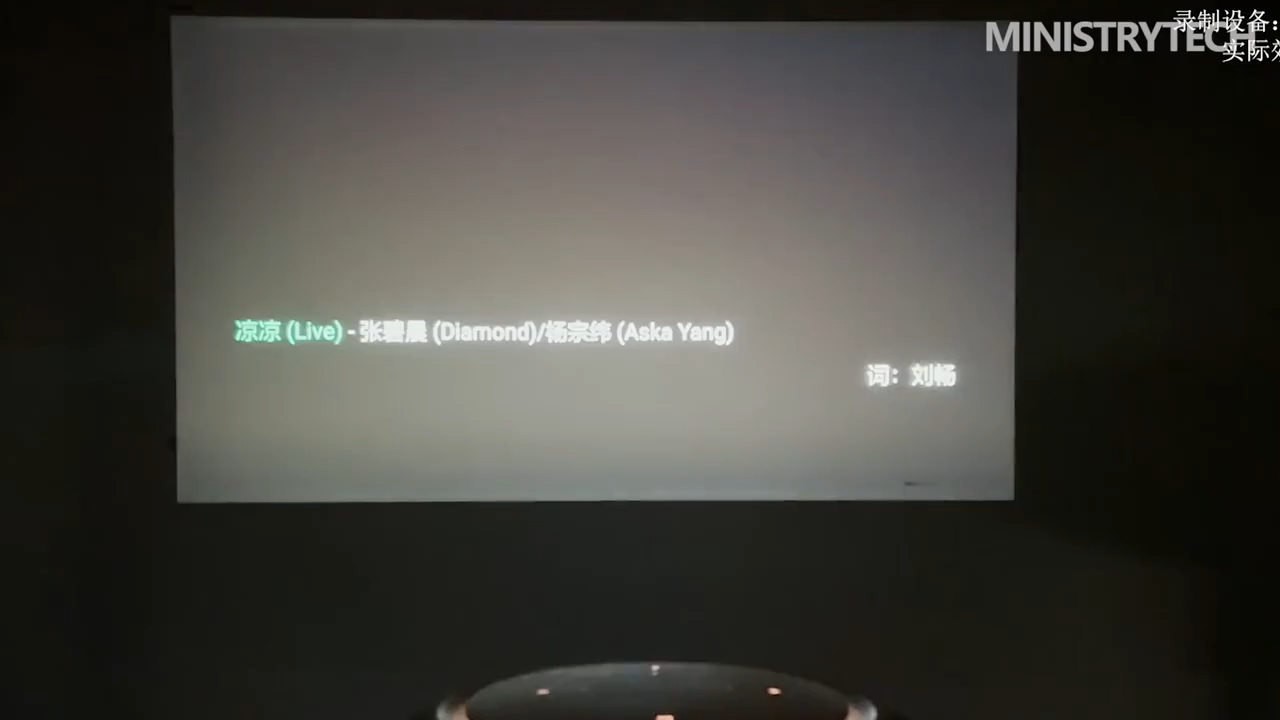 录制设备：
MINISTRYTECH
实际效
凉凉 (Live) - 张碧晨 (Diamond)/杨宗纬 (Aska Yang)
词：刘畅